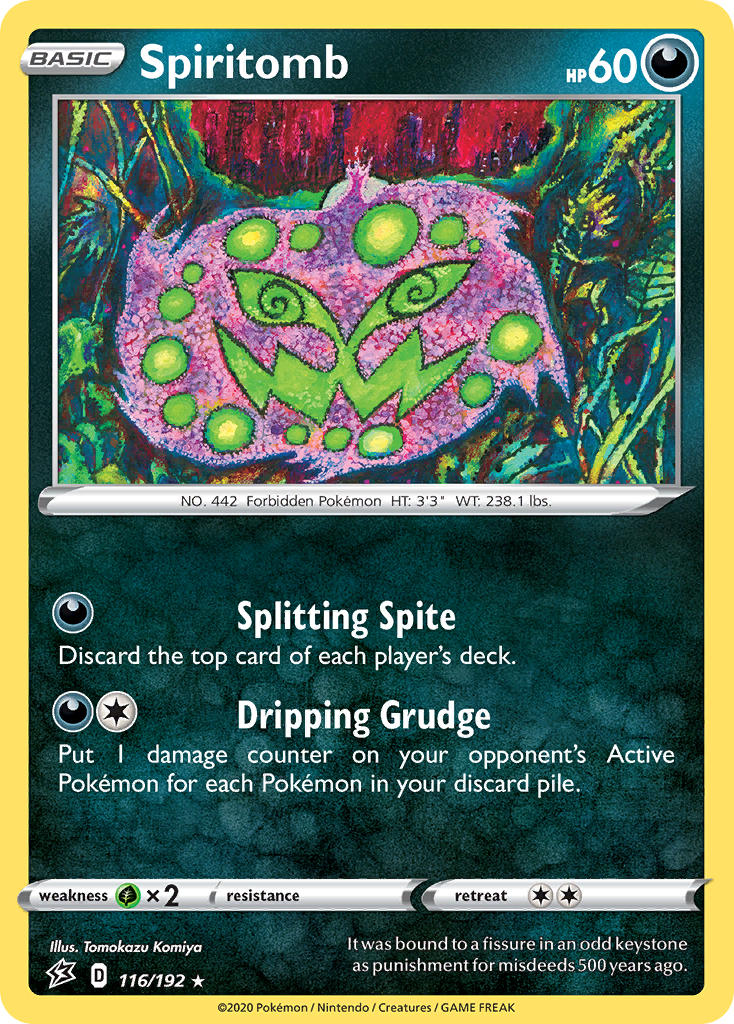 BASIC Spiritomb HP60
NO. 442 Forbidden Pokémon HT: 3'3" WT: 238.1 lbs.
Splitting Spite
Discard the top card of each player's deck.
Dripping Grudge
Put 1 damage counter on your opponent's Active
Pokémon for each Pokémon in your discard pile.
weakness ×2 resistance retreat
Illus. Tomokazu Komiya
D 116/192 ★
It was bound to a fissure in an odd keystone
as punishment for misdeeds 500 years ago.
©2020 Pokémon / Nintendo / Creatures / GAME FREAK